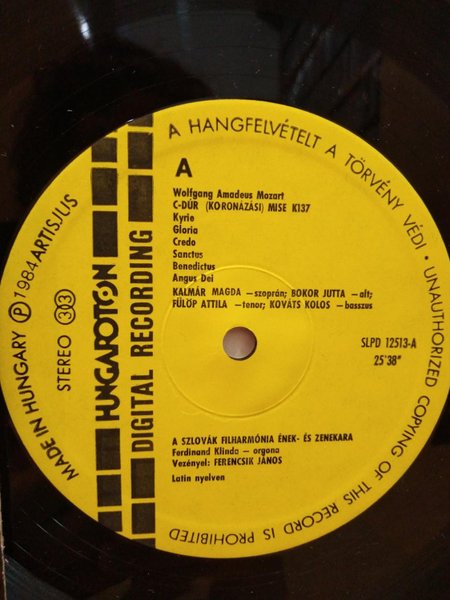 A HANGFELVÉTELT A TÖRVÉNY VÉDI · UNAUTHORIZED COPYING OF THIS RECORD IS PROHIBITED
MADE IN HUNGARY Ⓟ 1984 ARTISJUS
STEREO 33
HUNGAROTON
DIGITAL RECORDING
A
Wolfgang Amadeus Mozart
C-DÚR (KORONÁZÁSI) MISE K137
Kyrie
Gloria
Credo
Sanctus
Benedictus
Angus Dei
KALMÁR MAGDA —szoprán; BOKOR JUTTA —alt;
FÜLÖP ATTILA —tenor; KOVÁTS KOLOS —basszus
SLPD 12513-A
25'38"
A SZLOVÁK FILHARMÓNIA ÉNEK- ÉS ZENEKARA
Ferdinand Klinda — orgona
Vezényel: FERENCSIK JÁNOS
Latin nyelven